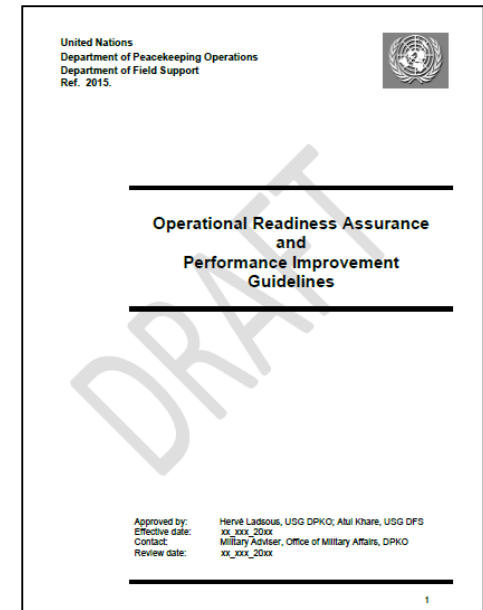 United Nations
Department of Peacekeeping Operations
Department of Field Support
Ref. 2015.
DRAFT
Operational Readiness Assurance
and
Performance Improvement
Guidelines
Approved by: Hervé Ladsous, USG DPKO; Atul Khare, USG DFS
Effective date: xx_xxx_20xx
Contact: Military Adviser, Office of Military Affairs, DPKO
Review date: xx_xxx_20xx
1